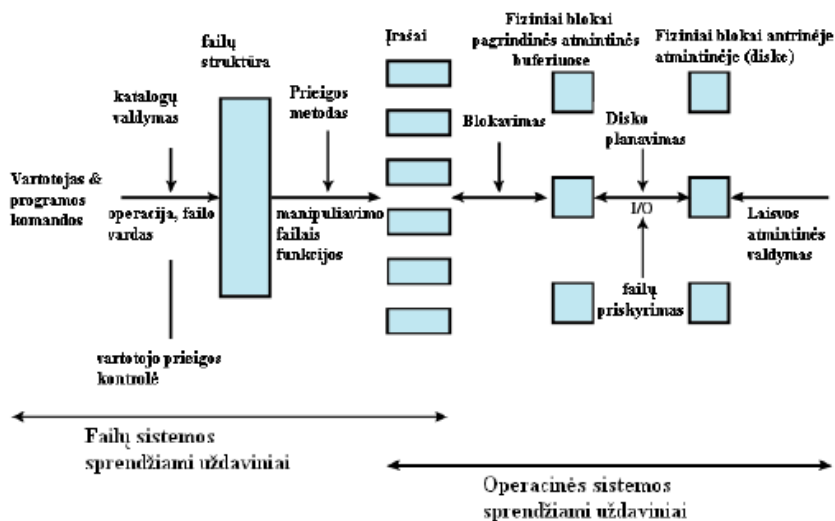 failų
struktūra
Įrašai
Fiziniai blokai
pagrindinės atmintinės
buferiuose
Fiziniai blokai antrinėje
atmintinėje (diske)
katalogų
valdymas
Prieigos
metodas
Blokavimas
Disko
planavimas
Vartotojas &
programos
komandos
operacija, failo
vardas
manipuliavimo
failais
funkcijos
I/O
Laisvos
atmintinės
valdymas
failų
priskyrimas
vartotojo prieigos
kontrolė
Failų sistemos
sprendžiami uždaviniai
Operacinės sistemos
sprendžiami uždaviniai